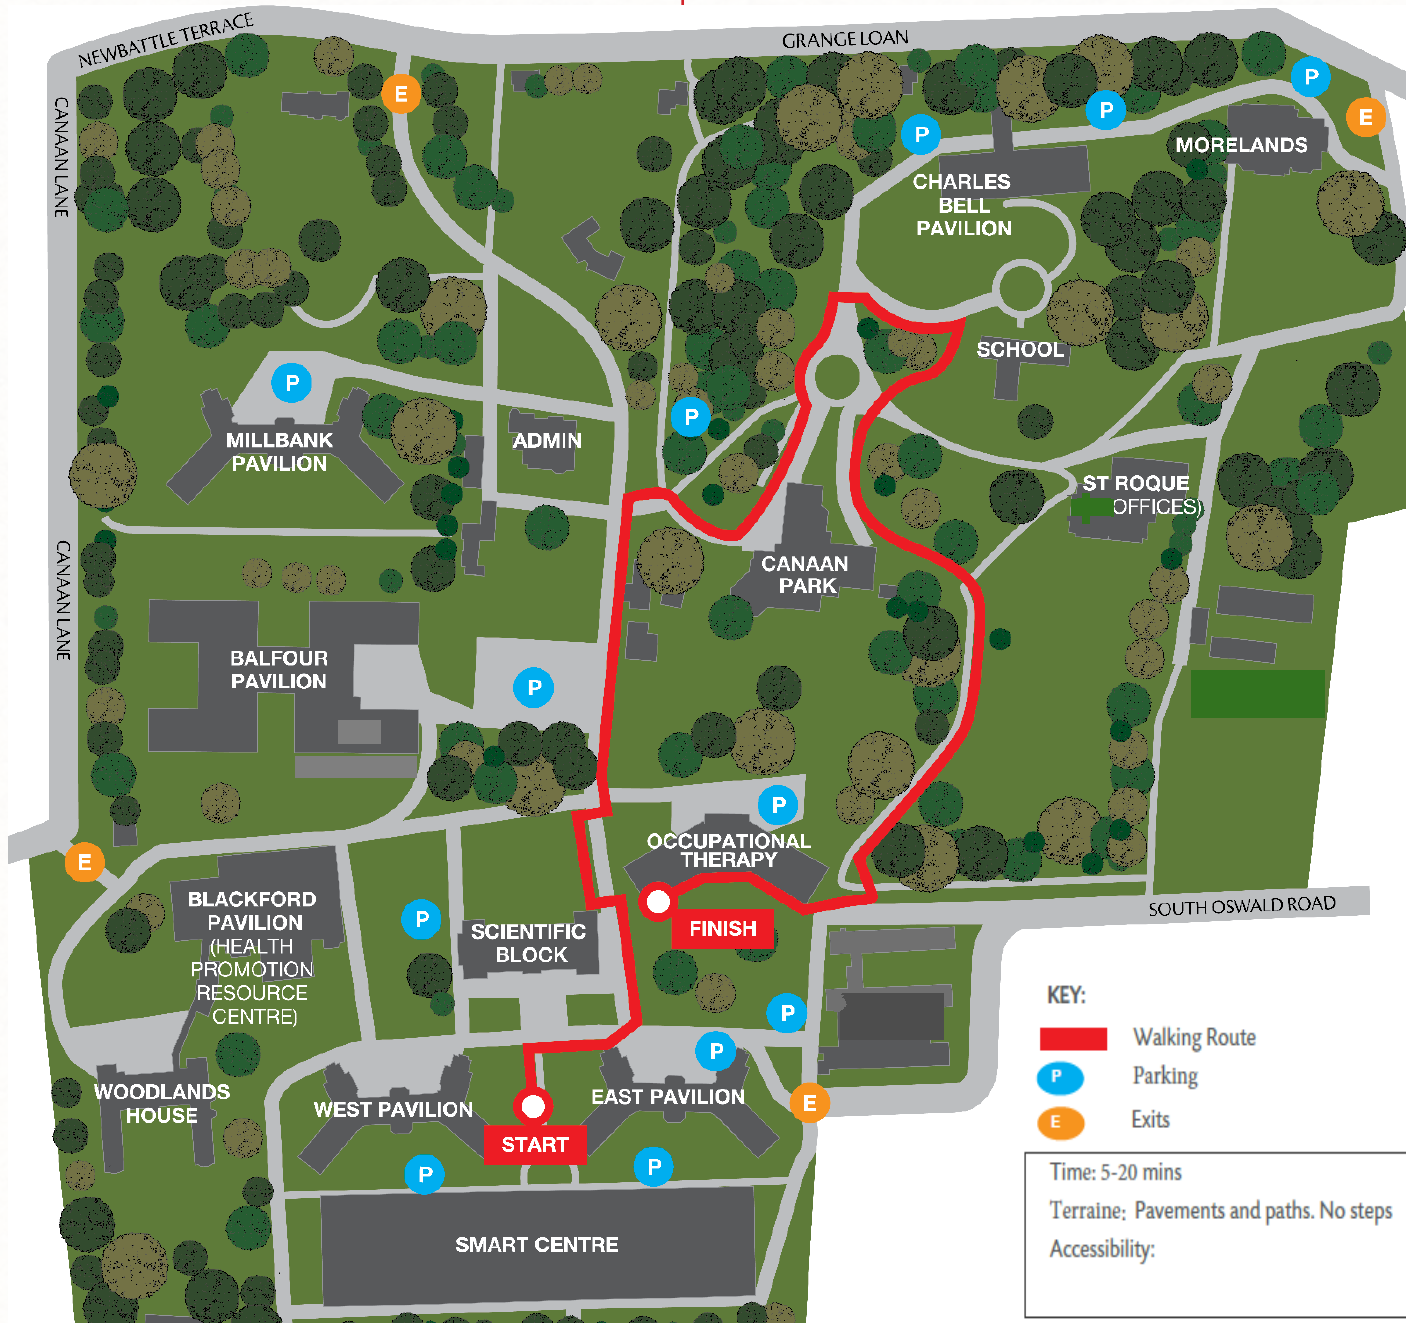 NEWBATTLE TERRACE
GRANGE LOAN
CANAAN LANE
E
P
P
P
E
MORELANDS
CHARLES
BELL
PAVILION
SCHOOL
P
MILLBANK
PAVILION
ADMIN
P
ST ROQUE
OFFICES)
CANAAN LANE
CANAAN
PARK
BALFOUR
PAVILION
P
P
OCCUPATIONAL
THERAPY
E
BLACKFORD
PAVILION
(HEALTH
PROMOTION
RESOURCE
CENTRE)
P
SCIENTIFIC
BLOCK
FINISH
SOUTH OSWALD ROAD
P
P
WOODLANDS
HOUSE
WEST PAVILION
EAST PAVILION
E
START
P
P
SMART CENTRE
KEY:
Walking Route
P Parking
E Exits
Time: 5-20 mins
Terraine: Pavements and paths. No steps
Accessibility: